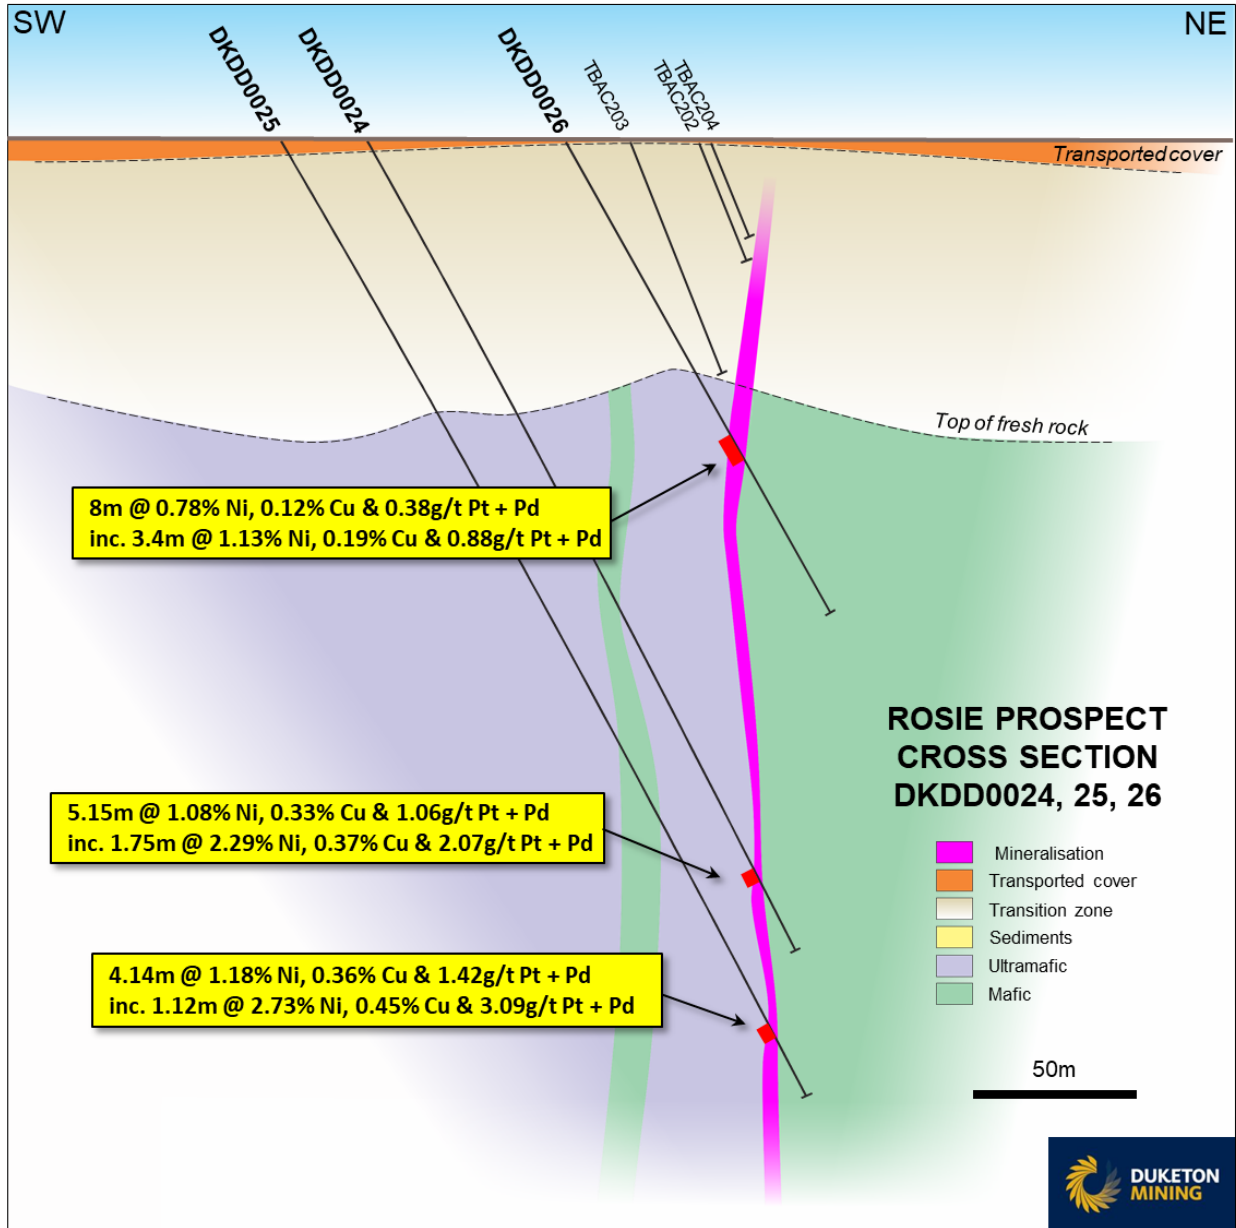 SW
NE
DKDD0025
DKDD0024
DKDD0026
TBAC203
TBAC202
TBAC204
Transported cover
Top of fresh rock
8m @ 0.78% Ni, 0.12% Cu & 0.38g/t Pt + Pd
inc. 3.4m @ 1.13% Ni, 0.19% Cu & 0.88g/t Pt + Pd
5.15m @ 1.08% Ni, 0.33% Cu & 1.06g/t Pt + Pd
inc. 1.75m @ 2.29% Ni, 0.37% Cu & 2.07g/t Pt + Pd
4.14m @ 1.18% Ni, 0.36% Cu & 1.42g/t Pt + Pd
inc. 1.12m @ 2.73% Ni, 0.45% Cu & 3.09g/t Pt + Pd
ROSIE PROSPECT
CROSS SECTION
DKDD0024, 25, 26
Mineralisation
Transported cover
Transition zone
Sediments
Ultramafic
Mafic
50m
DUKETON
MINING